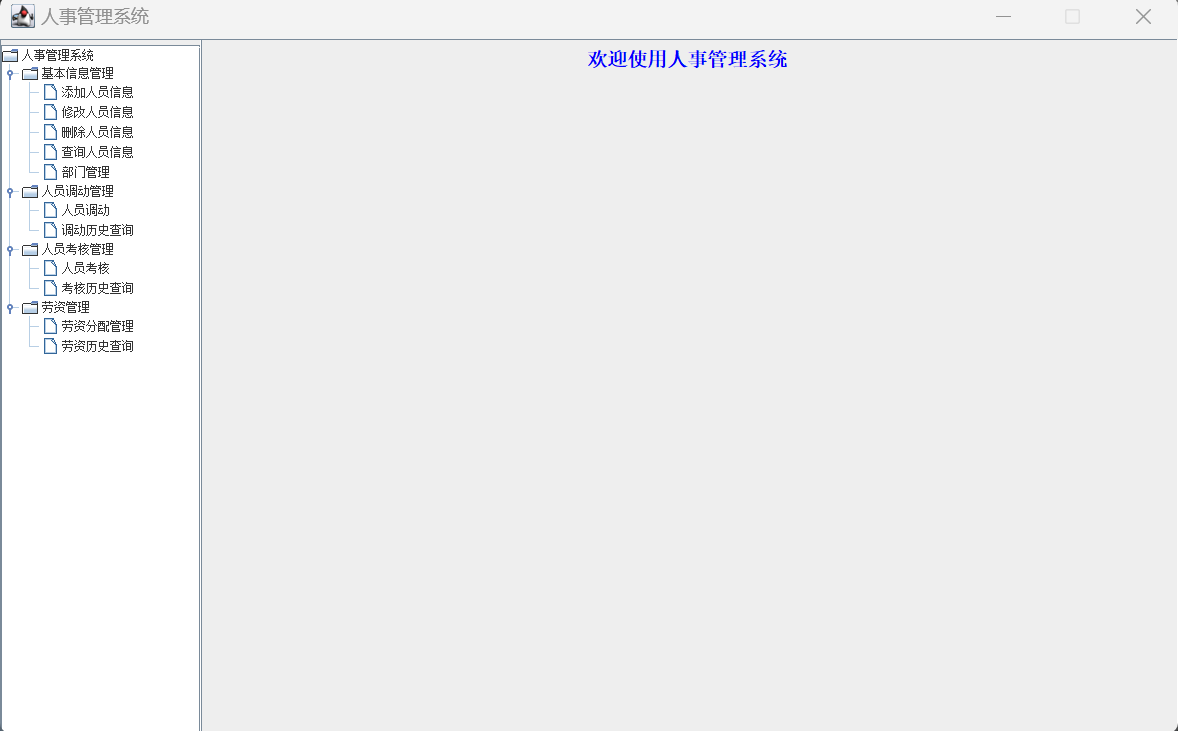 人事管理系统
人事管理系统
基本信息管理
添加人员信息
修改人员信息
删除人员信息
查询人员信息
部门管理
人员调动管理
人员调动
调动历史查询
人员考核管理
人员考核
考核历史查询
劳资管理
劳资分配管理
劳资历史查询
欢迎使用人事管理系统